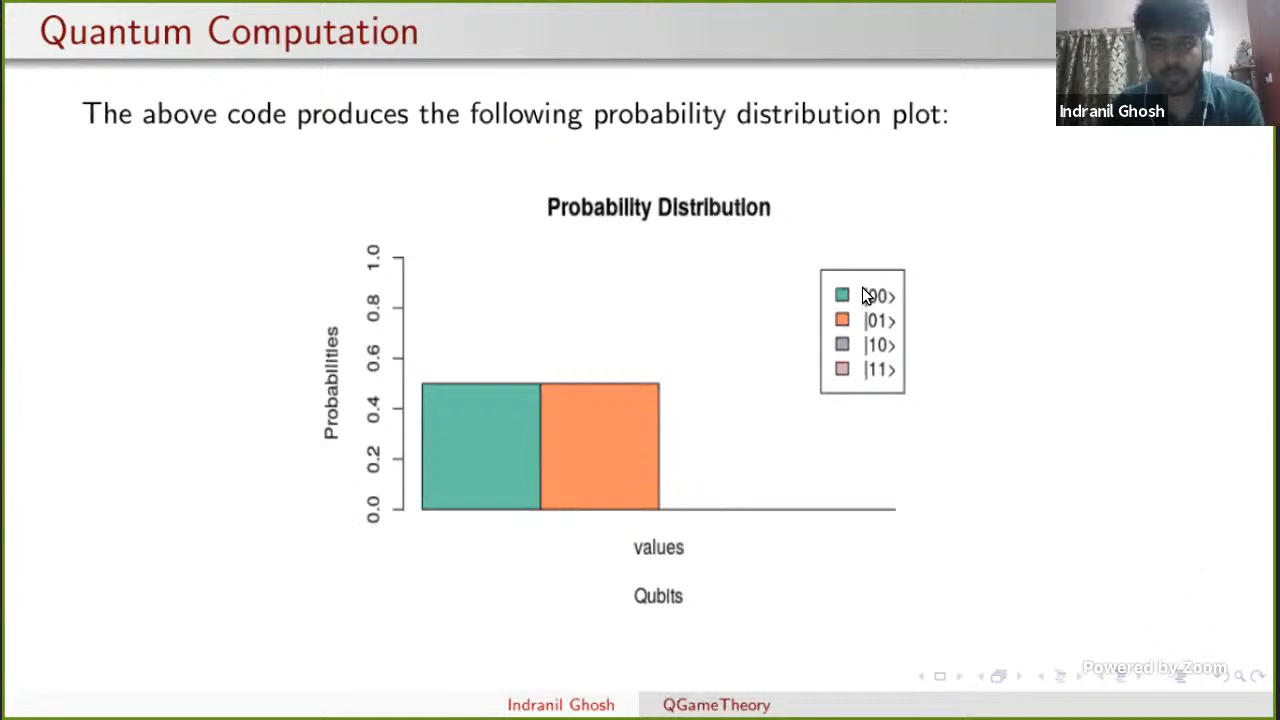 Quantum Computation
Indranil Ghosh
The above code produces the following probability distribution plot:
Probability Distribution
Probabilities
1.0
0.8
0.6
0.4
0.2
0.0
00>
|01>
|10>
|11>
values
Qubits
Powered by Zoom
Indranil Ghosh QGameTheory